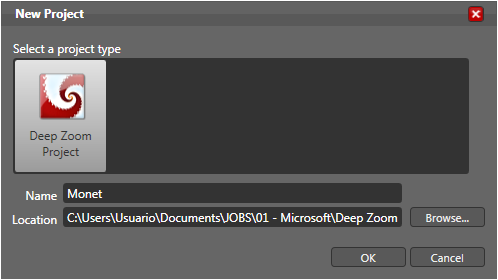 New Project
Select a project type
Deep Zoom
Project
Name Monet
Location C:\Users\Usuario\Documents\JOBS\01 - Microsoft\Deep Zoom Browse...
OK Cancel